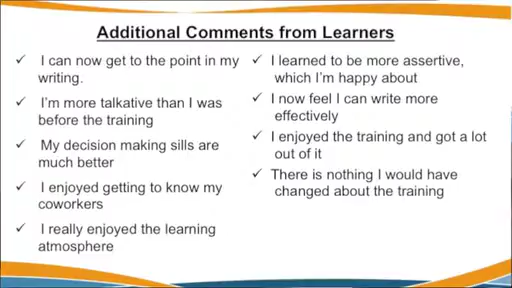 Additional Comments from Learners
✓ I can now get to the point in my
writing.
✓ I'm more talkative than I was
before the training
✓ My decision making sills are
much better
✓ I enjoyed getting to know my
coworkers
✓ I really enjoyed the learning
atmosphere
✓ I learned to be more assertive,
which I'm happy about
✓ I now feel I can write more
effectively
✓ I enjoyed the training and got a lot
out of it
✓ There is nothing I would have
changed about the training